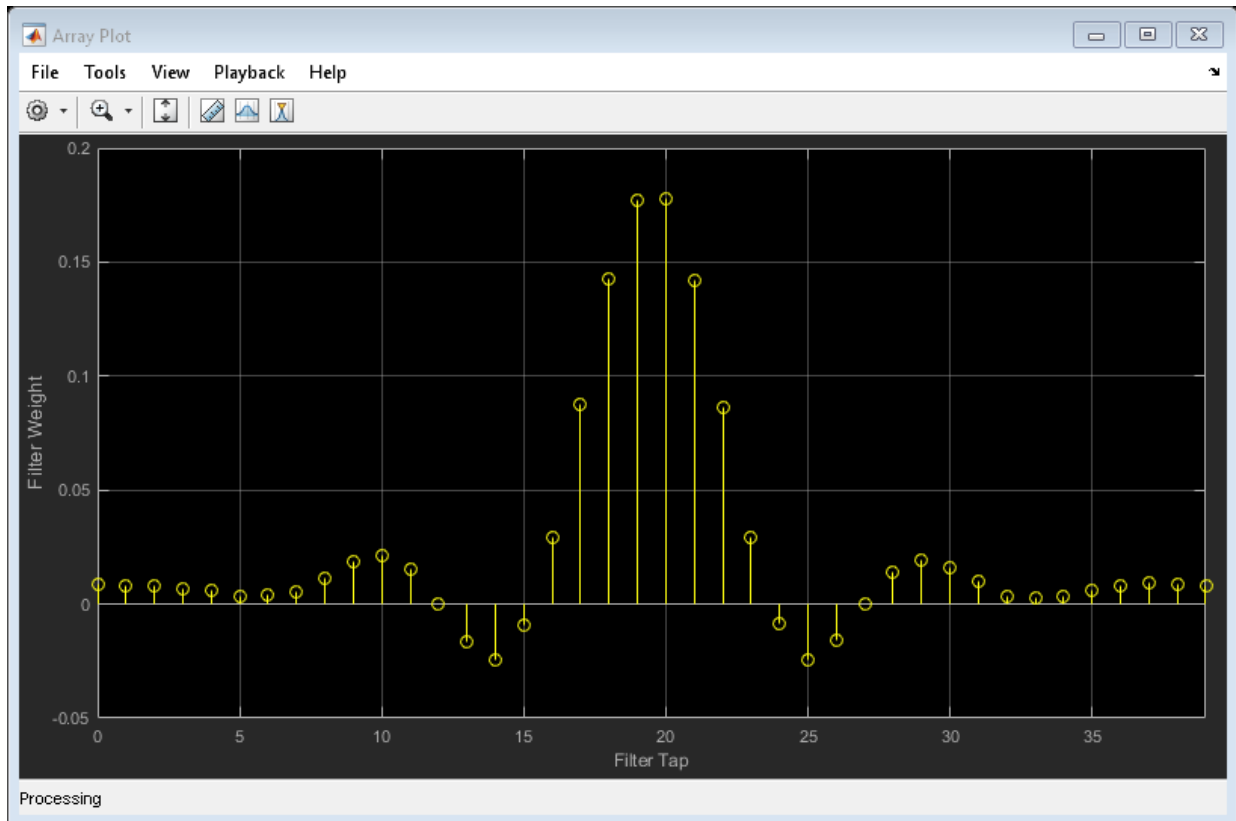 Array Plot
File Tools View Playback Help
0.2
0.15
0.1
0.05
0
-0.05
Filter Weight
0 5 10 15 20 25 30 35
Filter Tap
Processing